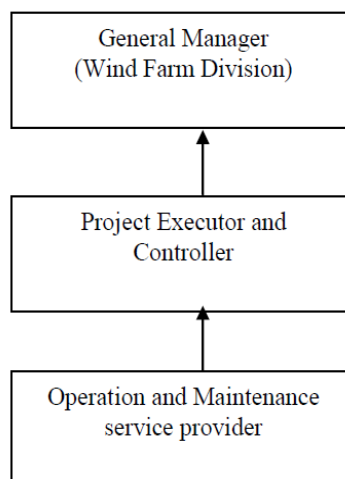 General Manager
(Wind Farm Division)
Project Executor and
Controller
Operation and Maintenance
service provider